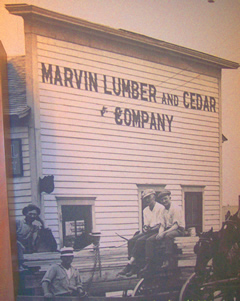 MARVIN LUMBER AND CEDAR
& COMPANY